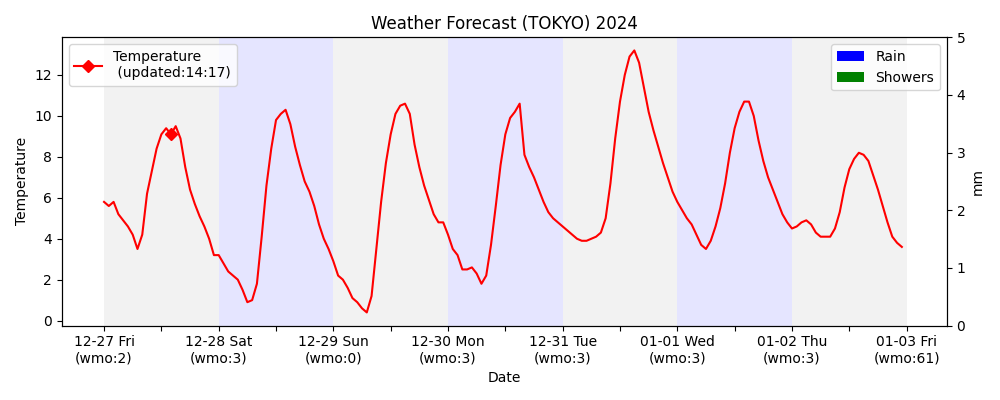 Weather Forecast (TOKYO) 2024
Temperature
(updated:14:17)
Rain
Showers
Temperature
12
10
8
6
4
2
0
5
4
3
2
1
0
mm
12-27 Fri
(wmo:2)
12-28 Sat
(wmo:3)
12-29 Sun
(wmo:0)
12-30 Mon
(wmo:3)
12-31 Tue
(wmo:3)
01-01 Wed
(wmo:3)
01-02 Thu
(wmo:3)
01-03 Fri
(wmo:61)
Date